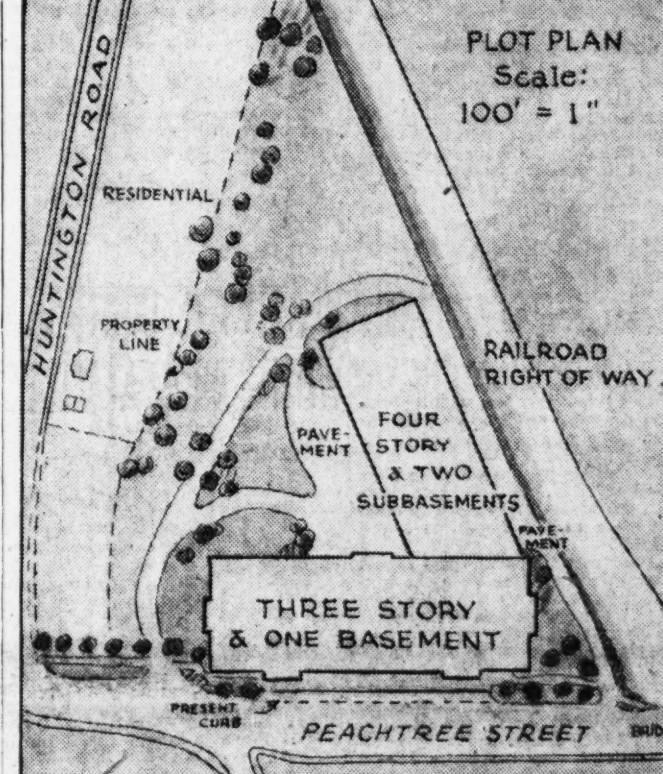 PLOT PLAN
Scale:
100' = 1"
HUNTINGTON ROAD
RESIDENTIAL
PROPERTY
LINE
RAILROAD
RIGHT OF WAY
PAVE-
MENT
FOUR
STORY
& TWO
SUBBASEMENTS
PAVE-
MENT
THREE STORY
& ONE BASEMENT
PRESENT
CURB
PEACHTREE STREET